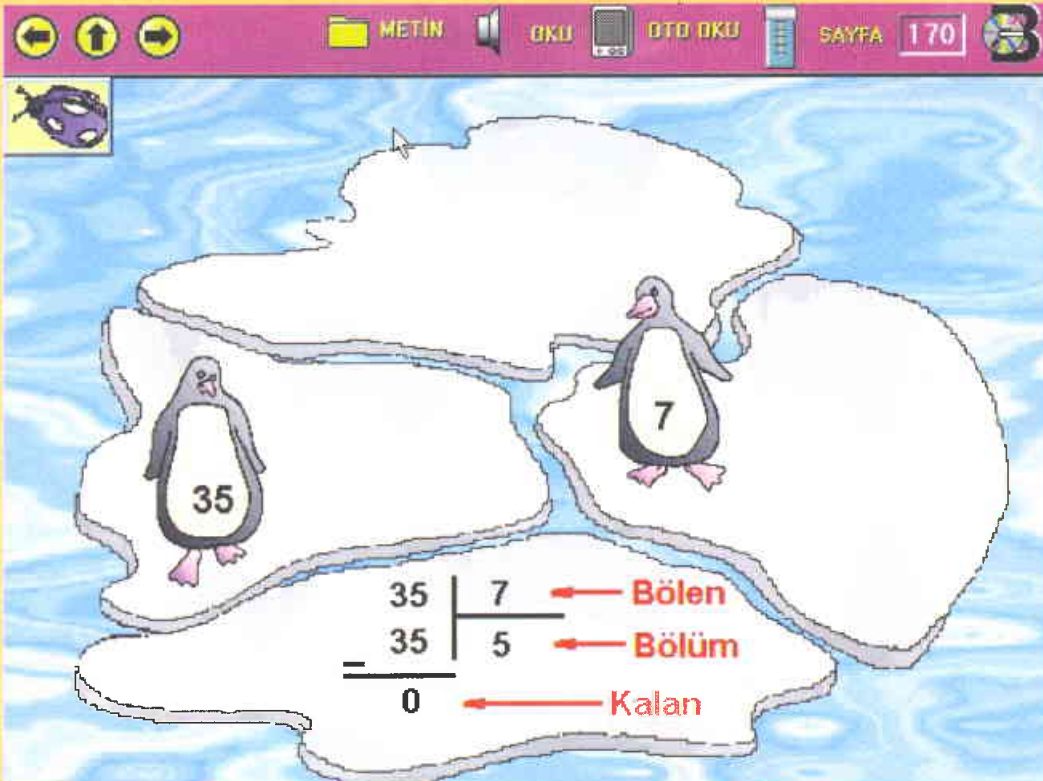 METİN OKU OTO OKU SAYFA 170
7
35
35 7 Bölen
35 5 Bölüm
−
0 Kalan